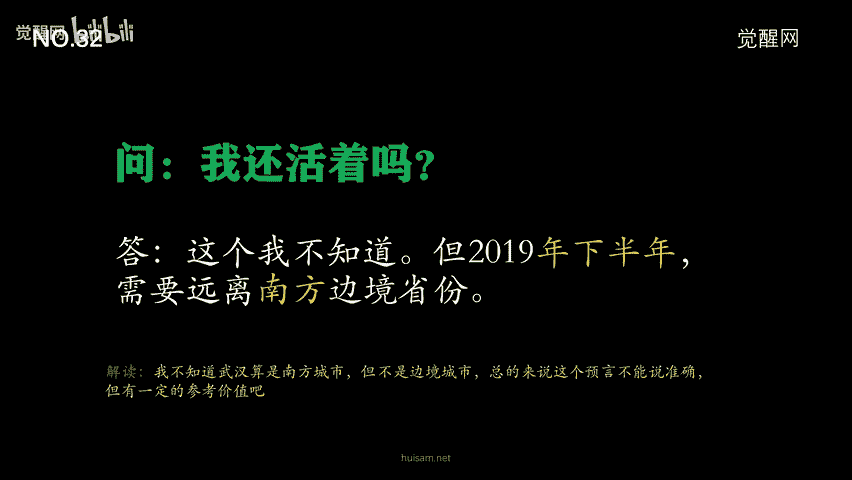 觉醒网 bilibili
NO.32
觉醒网
问：我还活着吗？
答：这个我不知道。但2019年下半年，
需要远离南方边境省份。
解读：我不知道武汉算是南方城市，但不是边境城市，总的来说这个预言不能说准确，
但有一定的参考价值吧
huisam.net